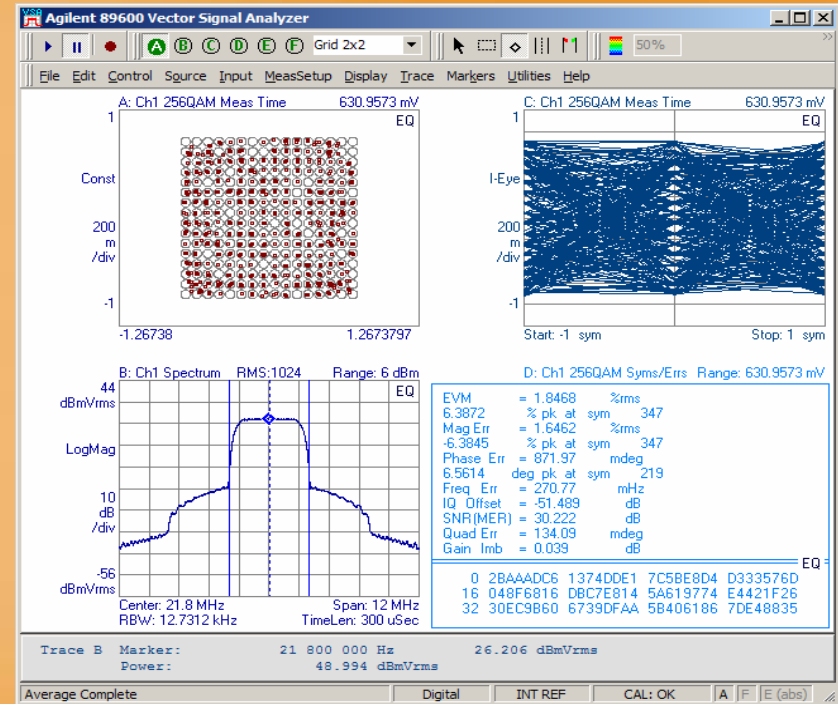 Agilent 89600 Vector Signal Analyzer
A B C D E F Grid 2x2 50%
File Edit Control Source Input MeasSetup Display Trace Markers Utilities Help
A: Ch1 256QAM Meas Time 630.9573 mV
1
EQ
Const
200
m
/div
-1
-1.26738 1.2673797
C: Ch1 256QAM Meas Time 630.9573 mV
1
EQ
I-Eye
200
m
/div
-1
Start: -1 sym Stop: 1 sym
B: Ch1 Spectrum RMS:1024 Range: 6 dBm
44
EQ
dBmVrms
LogMag
10
dB
/div
-56
dBmVrms
Center: 21.8 MHz Span: 12 MHz
RBW: 12.7312 kHz TimeLen: 300 uSec
D: Ch1 256QAM Syms/Errs Range: 630.9573 mV
EVM = 1.8468 %rms
6.3872 % pk at sym 347
Mag Err = 1.6462 %rms
-6.3845 % pk at sym 347
Phase Err = 871.97 mdeg
6.5614 deg pk at sym 219
Freq Err = 270.77 mHz
IQ Offset = -51.489 dB
SNR(MER) = 30.222 dB
Quad Err = 134.09 mdeg
Gain Imb = 0.039 dB
EQ
0 2BAAADC6 1374DDE1 7C5BE8D4 D333576D
16 048F6816 DBC7E814 5A619774 E4421F26
32 30EC9B60 6739DFAA 5B406186 7DE48835
Trace B Marker: 21 800 000 Hz 26.206 dBmVrms
Power: 48.994 dBmVrms
Average Complete Digital INT REF CAL: OK A F E (abs)